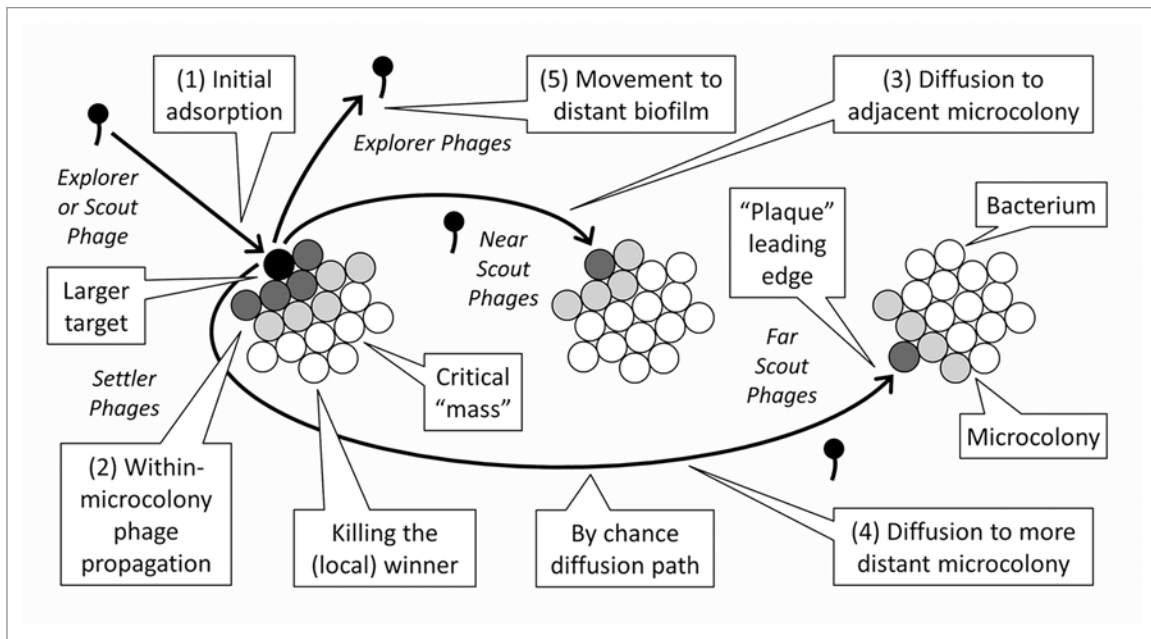 (1) Initial
adsorption
(5) Movement to
distant biofilm
(3) Diffusion to
adjacent microcolony
Explorer Phages
Explorer
or Scout
Phage
"Plaque"
leading
edge
Bacterium
Near
Scout
Phages
Larger
target
Far
Scout
Phages
Settler
Phages
Critical
"mass"
Microcolony
(2) Within-
microcolony
phage
propagation
Killing the
(local) winner
By chance
diffusion path
(4) Diffusion to more
distant microcolony